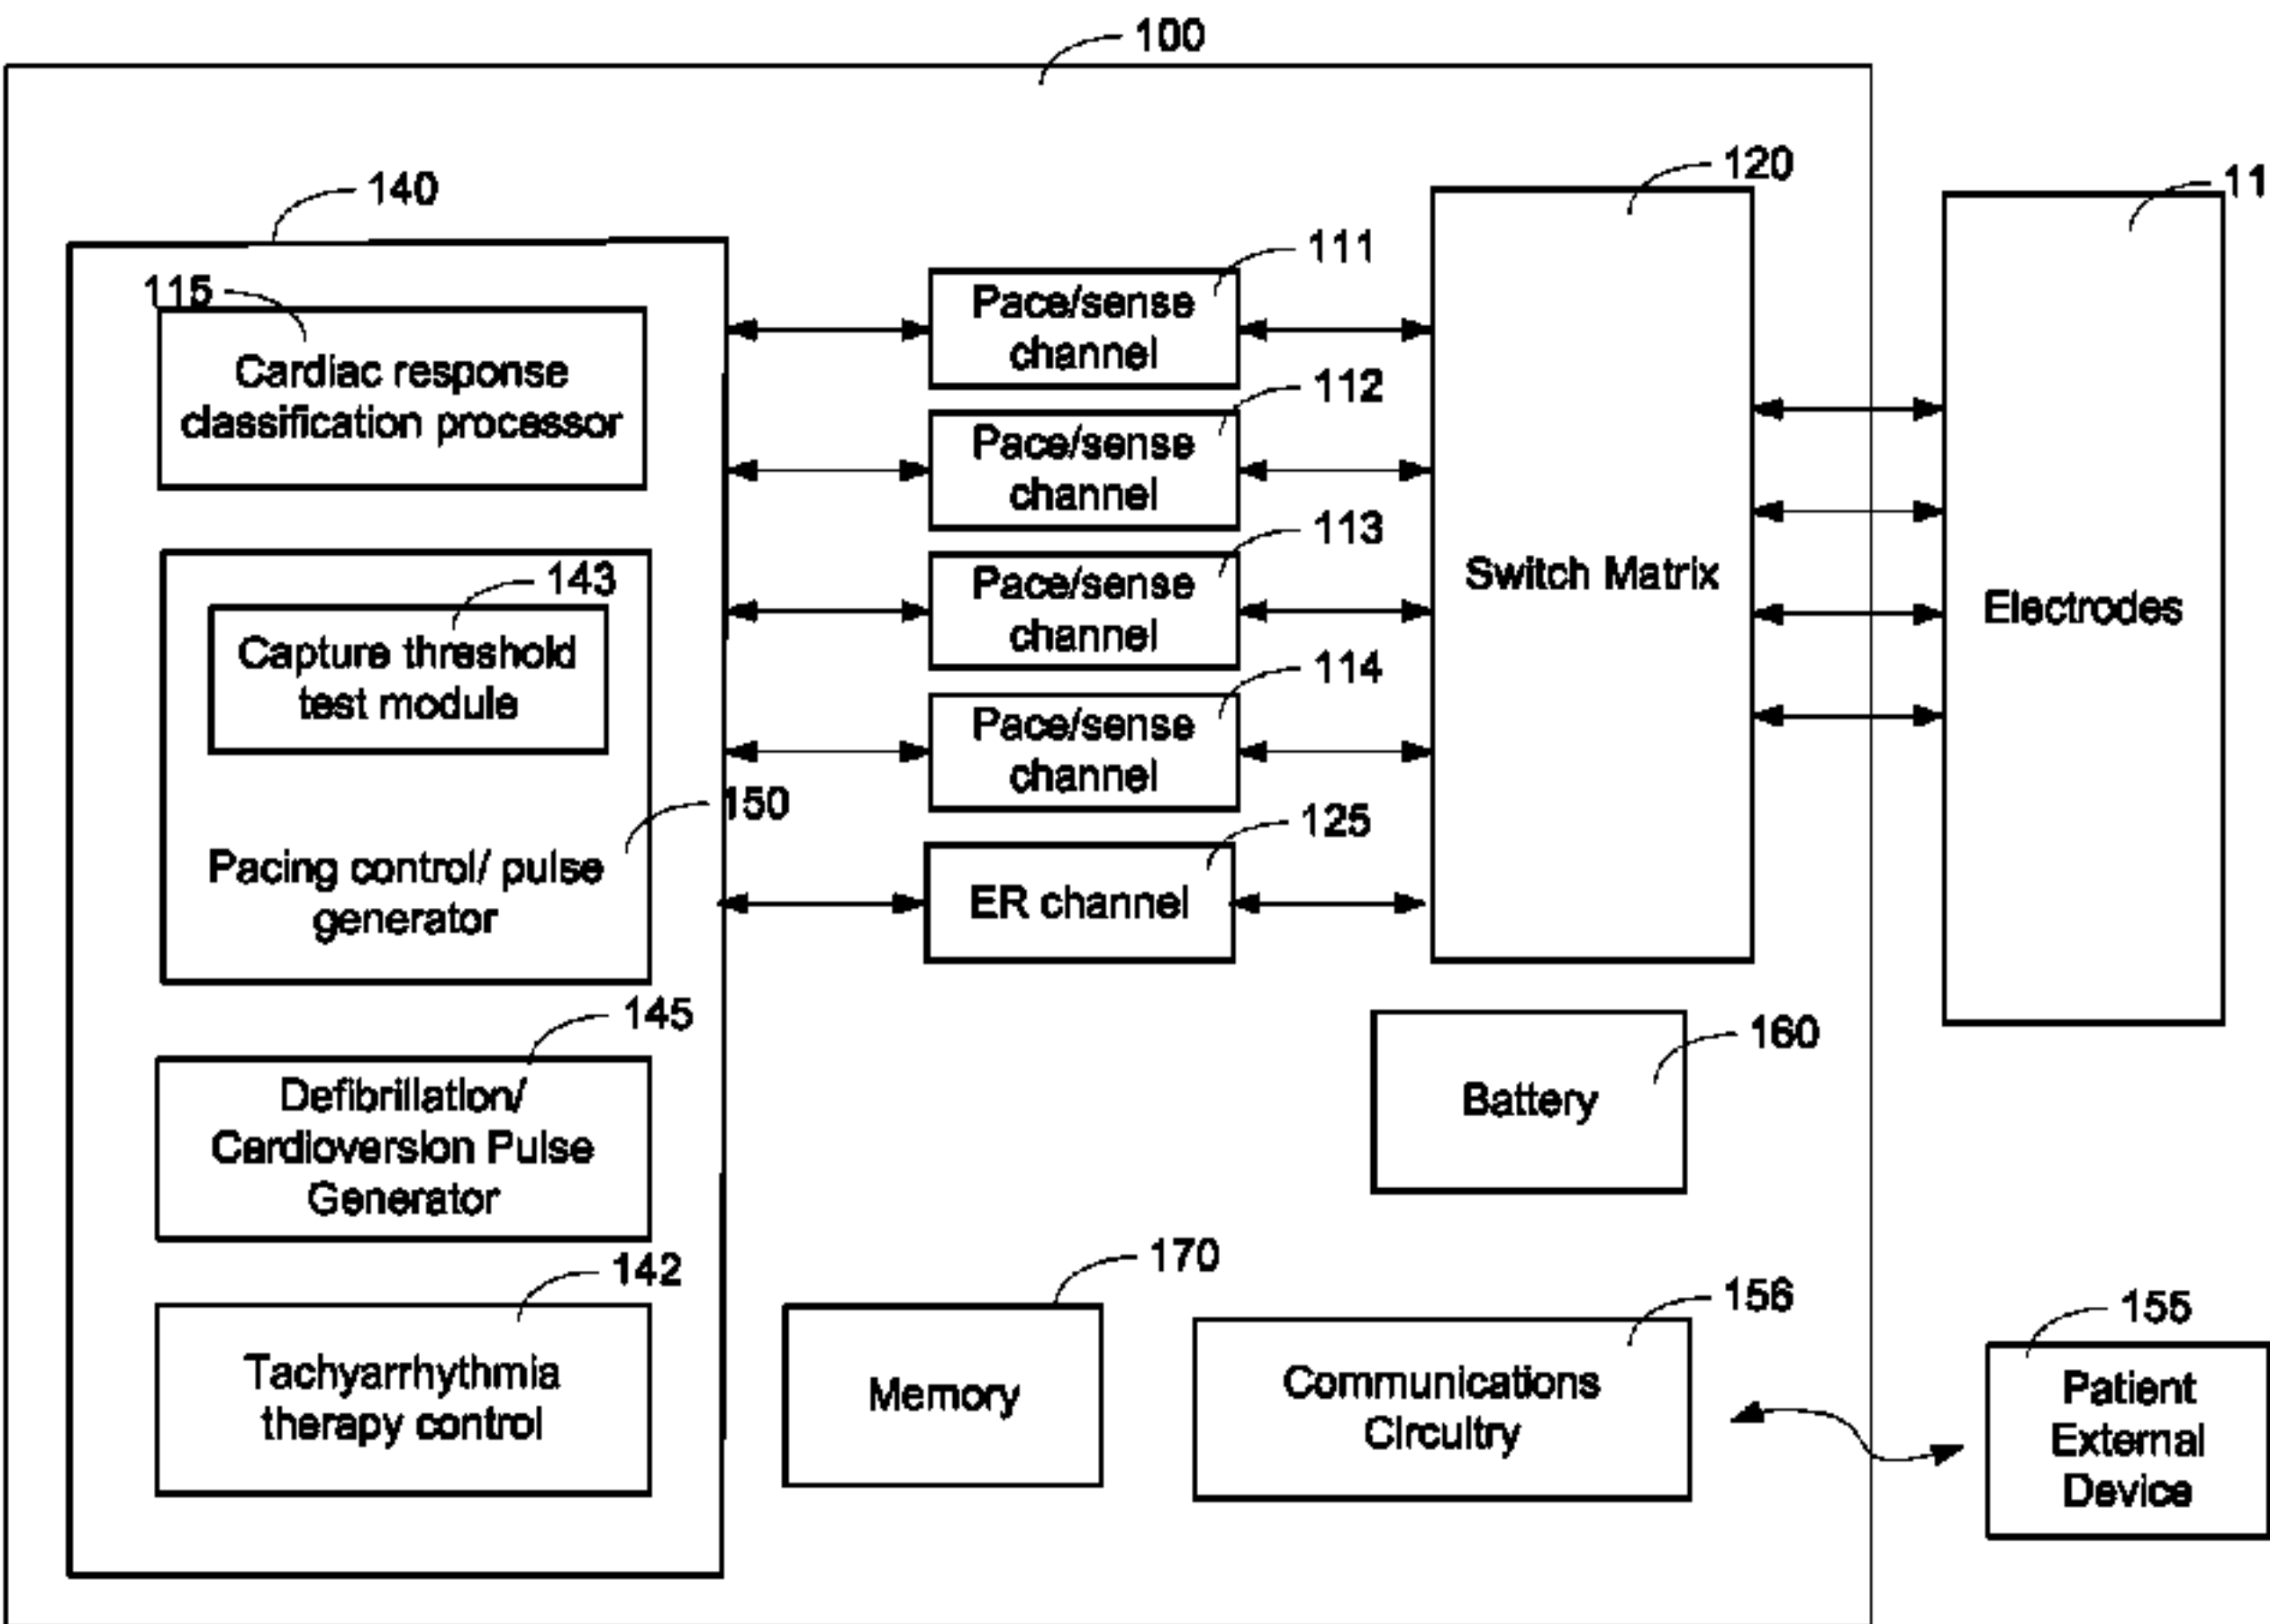 100
140
115
Cardiac response
classification processor
143
Capture threshold
test module
150
Pacing control/ pulse
generator
145
Defibrillation/
Cardioversion Pulse
Generator
142
Tachyarrhythmia
therapy control
111
Pace/sense
channel
112
Pace/sense
channel
113
Pace/sense
channel
114
Pace/sense
channel
125
ER channel
120
Switch Matrix
11
Electrodes
160
Battery
170
Memory
156
Communications
Circuitry
155
Patient
External
Device